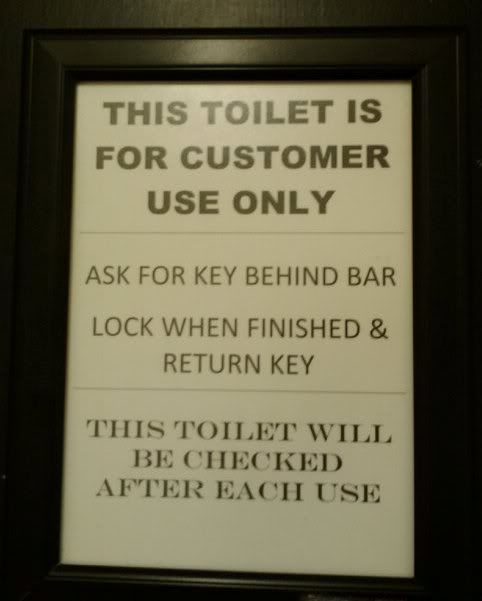 THIS TOILET IS
FOR CUSTOMER
USE ONLY
ASK FOR KEY BEHIND BAR
LOCK WHEN FINISHED &
RETURN KEY
THIS TOILET WILL
BE CHECKED
AFTER EACH USE